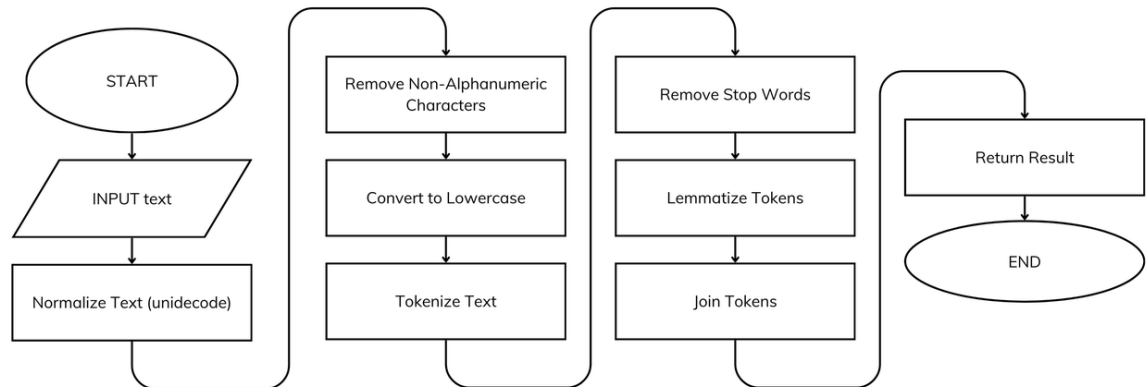 START
INPUT text
Normalize Text (unidecode)
Remove Non-Alphanumeric
Characters
Convert to Lowercase
Tokenize Text
Remove Stop Words
Lemmatize Tokens
Join Tokens
Return Result
END